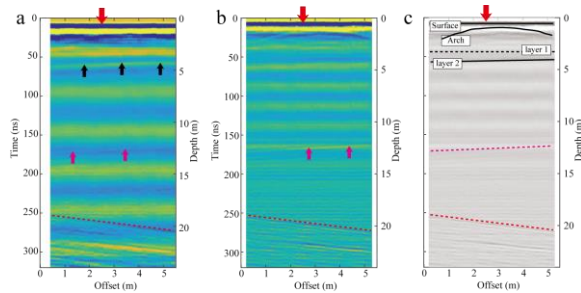 a
b
c
0
50
100
150
200
250
300
Time (ns)
0
5
10
15
20
Depth (m)
0 1 2 3 4 5
Offset (m)
0
50
100
150
200
250
300
Time (ns)
0
5
10
15
20
Depth (m)
0 1 2 3 4 5
Offset (m)
Surface
Arch
layer 1
layer 2
0
5
10
15
20
Depth (m)
0 1 2 3 4 5
Offset (m)